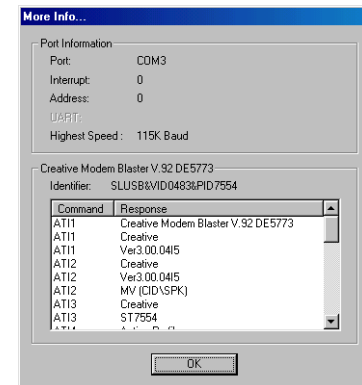 More Info...
Port Information
Port: COM3
Interrupt: 0
Address: 0
UART:
Highest Speed : 115K Baud
Creative Modem Blaster V.92 DE5773
Identifier: SLUSB&VID0483&PID7554
Command Response
ATI1 Creative Modem Blaster V.92 DE5773
ATI1 Creative
ATI1 Ver3.00.04I5
ATI2 Creative
ATI2 Ver3.00.04I5
ATI2 MV (CID\SPK)
ATI3 Creative
ATI3 ST7554
OK